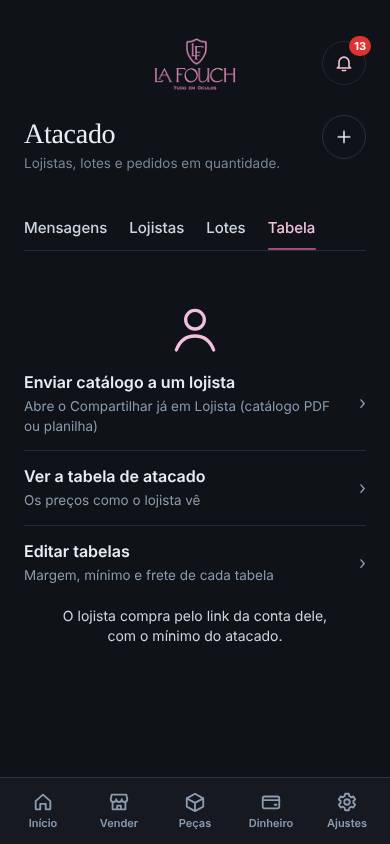 LF
LA FOUCH
TUDO EM ÓCULOS
13
Atacado
Lojistas, lotes e pedidos em quantidade.
Mensagens Lojistas Lotes Tabela
Enviar catálogo a um lojista
Abre o Compartilhar já em Lojista (catálogo PDF
ou planilha)
Ver a tabela de atacado
Os preços como o lojista vê
Editar tabelas
Margem, mínimo e frete de cada tabela
O lojista compra pelo link da conta dele,
com o mínimo do atacado.
Início Vender Peças Dinheiro Ajustes